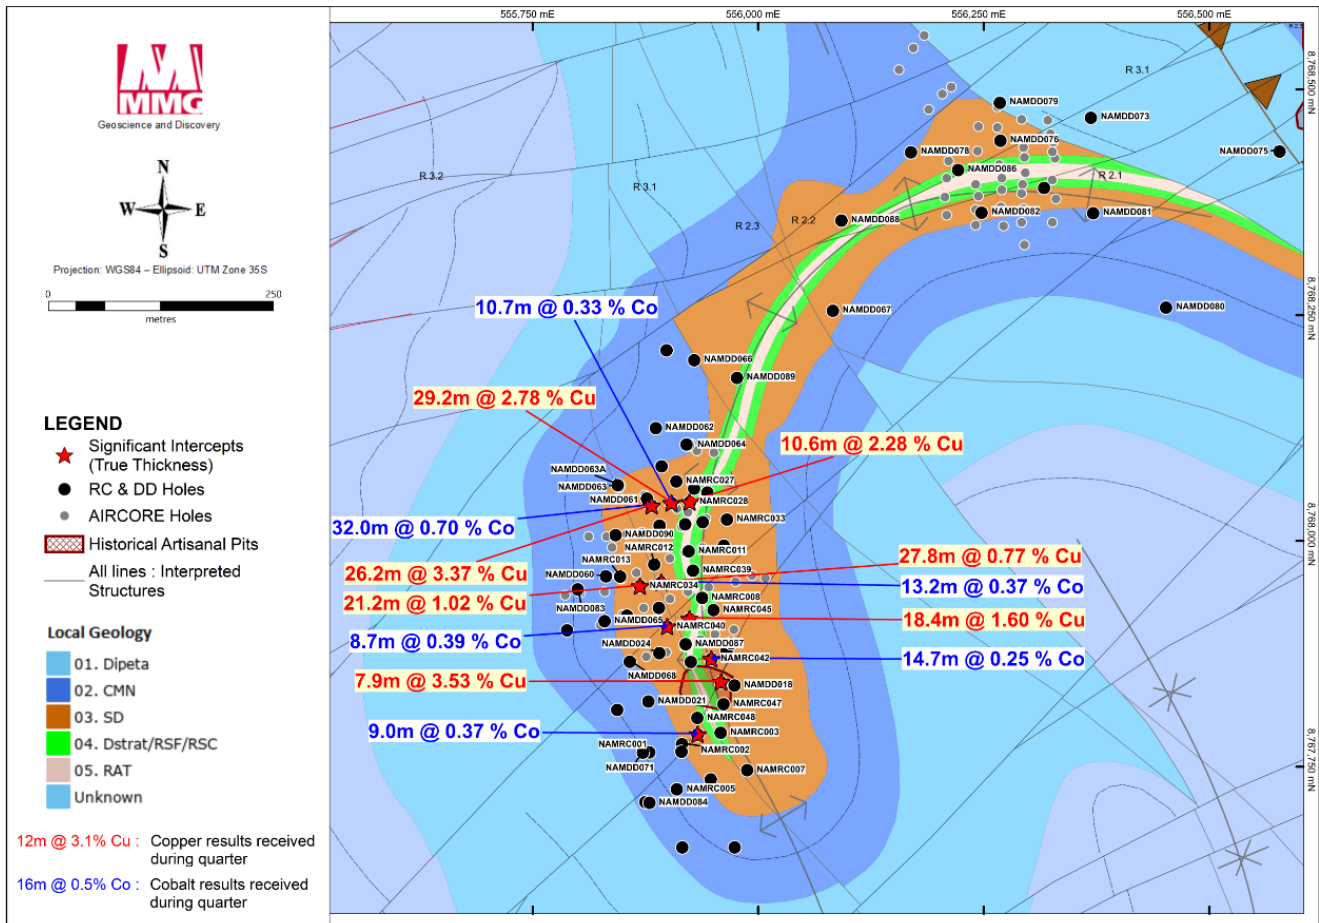 MMG
Geoscience and Discovery
N
W E
S
Projection: WGS84 – Ellipsoid: UTM Zone 35S
0 250
metres
LEGEND
Significant Intercepts
(True Thickness)
RC & DD Holes
AIRCORE Holes
Historical Artisanal Pits
All lines : Interpreted
Structures
Local Geology
01. Dipeta
02. CMN
03. SD
04. Dstrat/RSF/RSC
05. RAT
Unknown
12m @ 3.1% Cu : Copper results received
during quarter
16m @ 0.5% Co : Cobalt results received
during quarter
555,750 mE
556,000 mE
556,250 mE
556,500 mE
8,768,500 mN
8,768,250 mN
8,768,000 mN
8,767,750 mN
R 3.1
R 3.2
R 3.1
R 2.3
R 2.2
R 2.1
NAMDD079
NAMDD073
NAMDD076
NAMDD078
NAMDD075
NAMDD086
NAMDD082
NAMDD081
NAMDD088
NAMDD067
NAMDD080
NAMDD066
NAMDD089
NAMDD062
NAMDD064
NAMDD063A
NAMDD063
NAMDD061
NAMRC027
NAMRC028
NAMRC033
NAMDD090
NAMRC012
NAMRC011
NAMRC013
NAMRC039
NAMDD060
NAMRC034
NAMRC008
NAMDD083
NAMRC045
NAMDD065
NAMRC040
NAMDD024
NAMDD087
NAMRC042
NAMDD068
NAMDD018
NAMDD021
NAMRC047
NAMRC048
NAMRC003
NAMRC001
NAMRC002
NAMDD071
NAMRC007
NAMRC005
NAMDD084
10.7m @ 0.33 % Co
29.2m @ 2.78 % Cu
10.6m @ 2.28 % Cu
32.0m @ 0.70 % Co
26.2m @ 3.37 % Cu
27.8m @ 0.77 % Cu
13.2m @ 0.37 % Co
21.2m @ 1.02 % Cu
18.4m @ 1.60 % Cu
8.7m @ 0.39 % Co
14.7m @ 0.25 % Co
7.9m @ 3.53 % Cu
9.0m @ 0.37 % Co